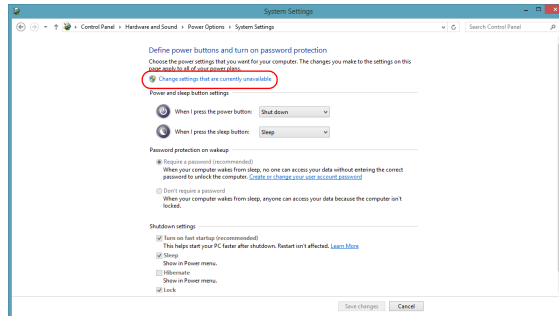 System Settings
Control Panel ▸ Hardware and Sound ▸ Power Options ▸ System Settings
Search Control Panel
Define power buttons and turn on password protection
Choose the power settings that you want for your computer. The changes you make to the settings on this
page apply to all of your power plans.
Change settings that are currently unavailable
Power and sleep button settings
When I press the power button: Shut down
When I press the sleep button: Sleep
Password protection on wakeup
Require a password (recommended)
When your computer wakes from sleep, no one can access your data without entering the correct
password to unlock the computer. Create or change your user account password
Don't require a password
When your computer wakes from sleep, anyone can access your data because the computer isn't
locked.
Shutdown settings
Turn on fast startup (recommended)
This helps start your PC faster after shutdown. Restart isn't affected. Learn More
Sleep
Show in Power menu.
Hibernate
Show in Power menu.
Lock
Save changes Cancel